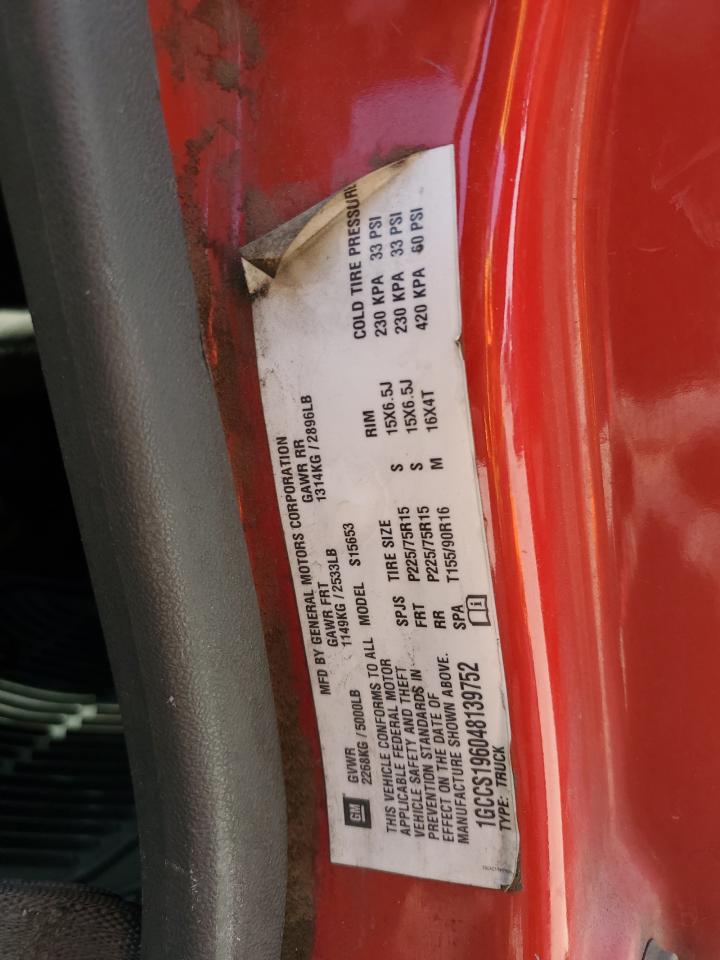 MFD BY GENERAL MOTORS CORPORATION
GM
GVWR GAWR FRT GAWR RR
2268KG / 5000LB 1149KG / 2533LB 1314KG / 2896LB
THIS VEHICLE CONFORMS TO ALL
APPLICABLE FEDERAL MOTOR
VEHICLE SAFETY AND THEFT
PREVENTION STANDARDS IN
EFFECT ON THE DATE OF
MANUFACTURE SHOWN ABOVE.
1GCCS196048139752
TYPE: TRUCK
MODEL S15653
SPJS TIRE SIZE RIM COLD TIRE PRESSURE
FRT P225/75R15 S 15X6.5J 230 KPA 33 PSI
RR P225/75R15 S 15X6.5J 230 KPA 33 PSI
SPA T155/90R16 M 16X4T 420 KPA 60 PSI